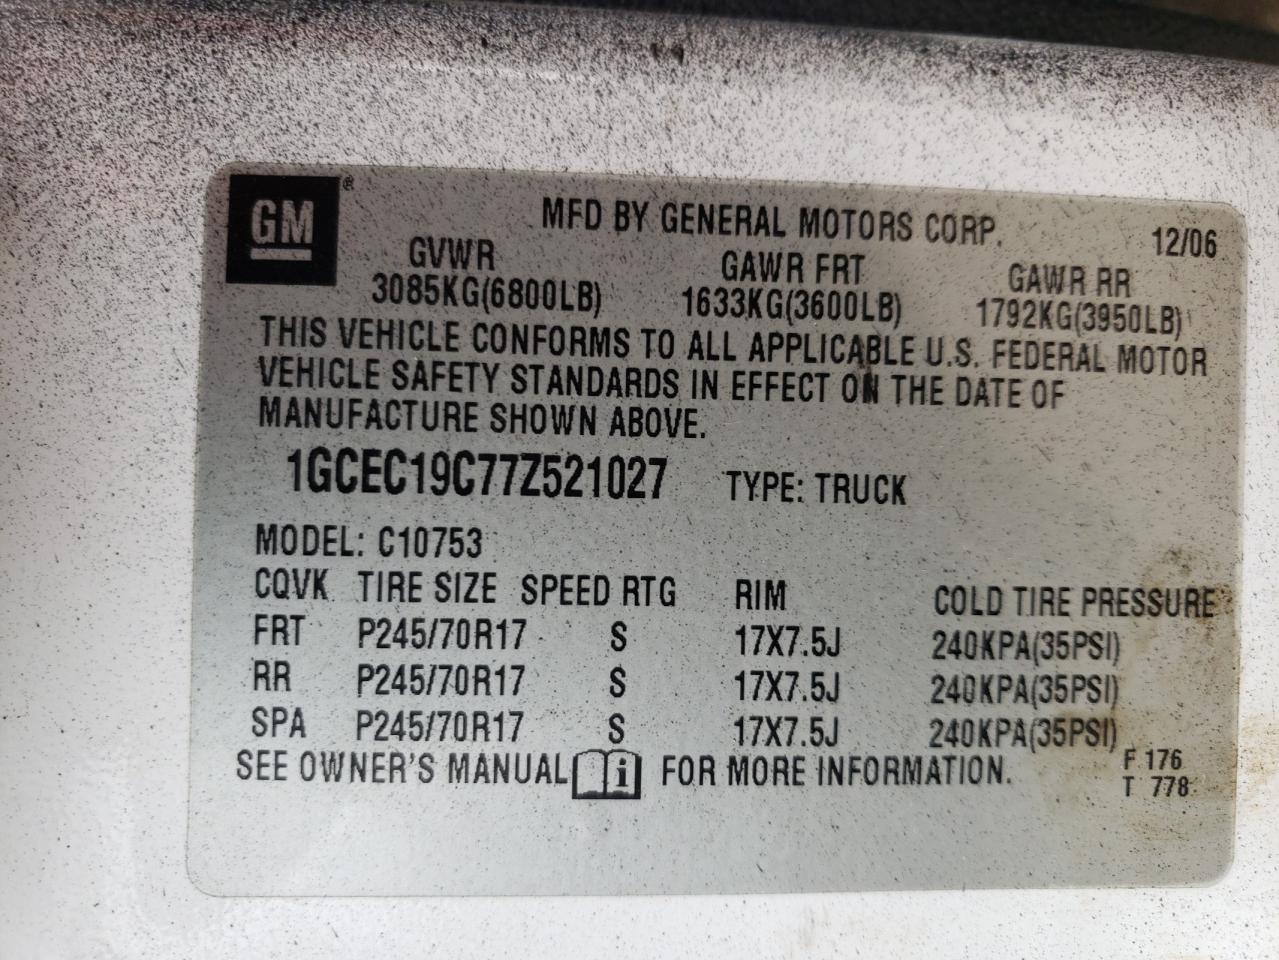 GM ®
MFD BY GENERAL MOTORS CORP. 12/06
GVWR GAWR FRT GAWR RR
3085KG(6800LB) 1633KG(3600LB) 1792KG(3950LB)
THIS VEHICLE CONFORMS TO ALL APPLICABLE U.S. FEDERAL MOTOR
VEHICLE SAFETY STANDARDS IN EFFECT ON THE DATE OF
MANUFACTURE SHOWN ABOVE.
1GCEC19C77Z521027 TYPE: TRUCK
MODEL: C10753
CQVK TIRE SIZE SPEED RTG RIM COLD TIRE PRESSURE
FRT P245/70R17 S 17X7.5J 240KPA(35PSI)
RR P245/70R17 S 17X7.5J 240KPA(35PSI)
SPA P245/70R17 S 17X7.5J 240KPA(35PSI)
SEE OWNER'S MANUAL i FOR MORE INFORMATION.
F 176
T 778